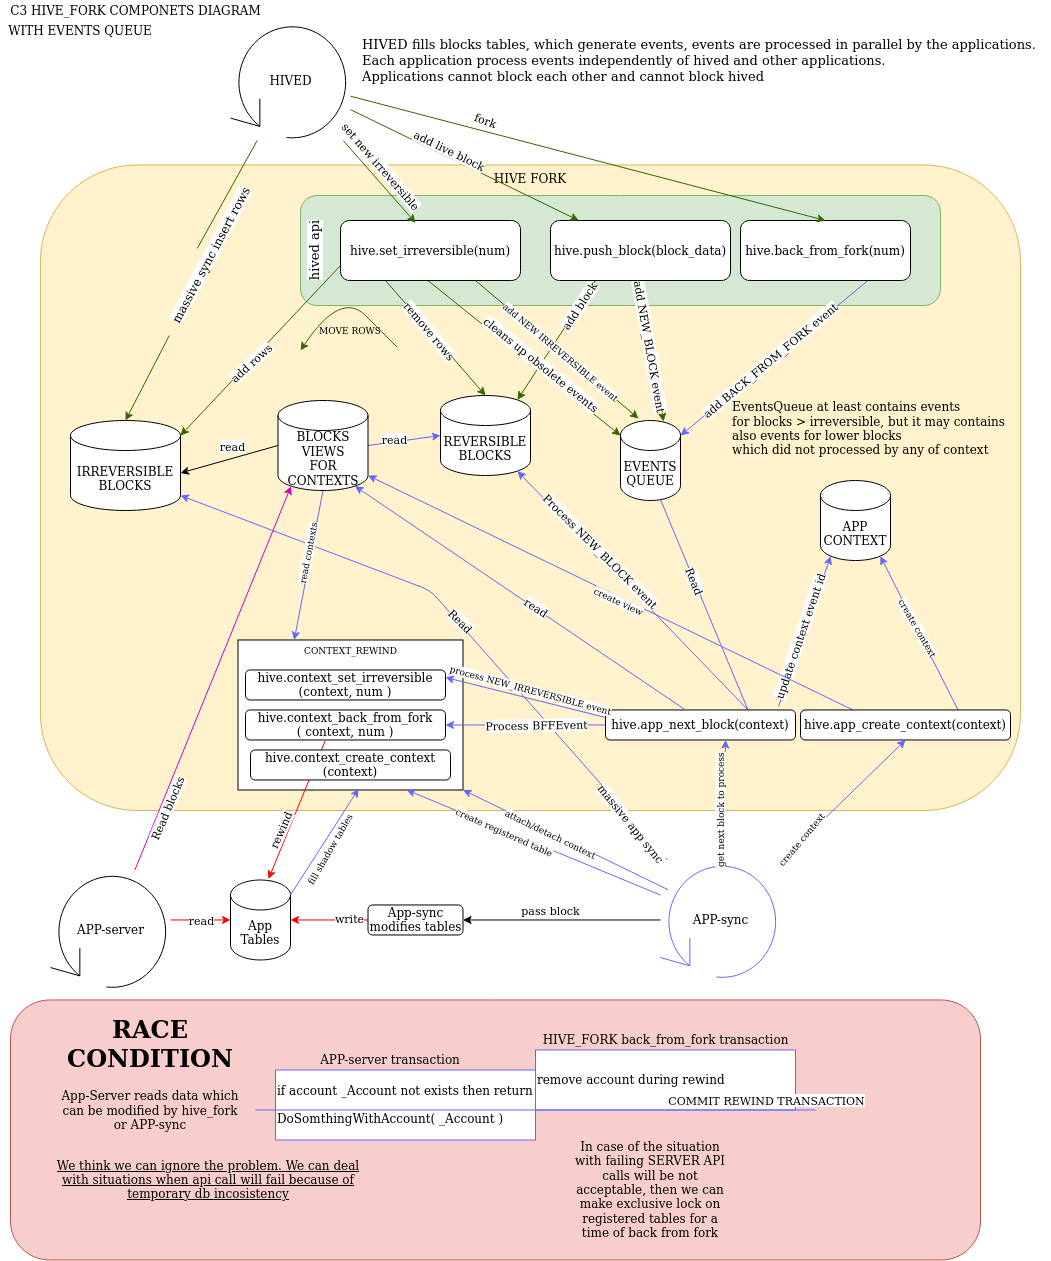 C3 HIVE_FORK COMPONETS DIAGRAM
WITH EVENTS QUEUE
HIVED
HIVED fills blocks tables, which generate events, events are processed in parallel by the applications.
Each application process events independently of hived and other applications.
Applications cannot block each other and cannot block hived
fork
add live block
set new irreversible
HIVE FORK
massive sync insert rows
hived api
hive.set_irreversible(num)
hive.push_block(block_data)
hive.back_from_fork(num)
MOVE ROWS
add rows
remove rows
cleans up obsolete events
add NEW IRREVERSIBLE event
add block
add NEW_BLOCK event
add BACK_FROM_FORK event
EventsQueue at least contains events
for blocks > irreversible, but it may contains
also events for lower blocks
which did not processed by any of context
IRREVERSIBLE
BLOCKS
read
BLOCKS
VIEWS
FOR
CONTEXTS
read
REVERSIBLE
BLOCKS
EVENTS
QUEUE
APP
CONTEXT
read contexts
Process NEW_BLOCK event
create view
Read
read
Read
update context event id
create context
CONTEXT_REWIND
hive.context_set_irreversible
(context, num )
hive.context_back_from_fork
( context, num )
hive.context_create_context
(context)
process NEW_IRREVERSIBLE event
Process BFFEvent
hive.app_next_block(context)
hive.app_create_context(context)
Read blocks
rewind
fill shadow tables
create registered table
attach/detach context
massive app sync
get next block to process
create context
APP-server
read
App
Tables
write
App-sync
modifies tables
pass block
APP-sync
RACE
CONDITION
App-Server reads data which
can be modified by hive_fork
or APP-sync
We think we can ignore the problem. We can deal
with situations when api call will fail because of
temporary db incosistency
APP-server transaction
if account _Account not exists then return
DoSomthingWithAccount( _Account )
HIVE_FORK back_from_fork transaction
remove account during rewind
COMMIT REWIND TRANSACTION
In case of the situation
with failing SERVER API
calls will be not
acceptable, then we can
make exclusive lock on
registered tables for a
time of back from fork